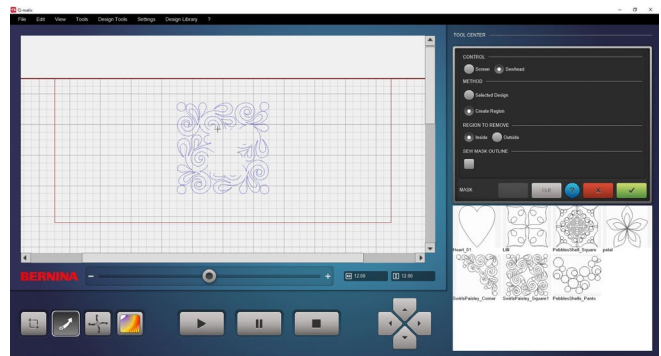 Q-matic
File Edit View Tools Design Tools Settings Design Library ?
TOOL CENTER
CONTROL
Screen Sewhead
METHOD
Selected Design
Create Region
REGION TO REMOVE
Inside Outside
SEW MASK OUTLINE
MASK ?
Heart_01 Lilli PebblesShell_Square petal
SwirlsPaisley_Corner SwirlsPaisley_Square1 PebblesShells_Panto
BERNINA - + 12.00 12.00